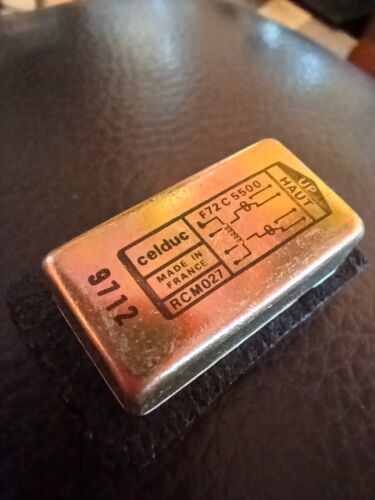 9712
celduc
MADE IN
FRANCE
RCM027
F72C5500
UP
HAUT